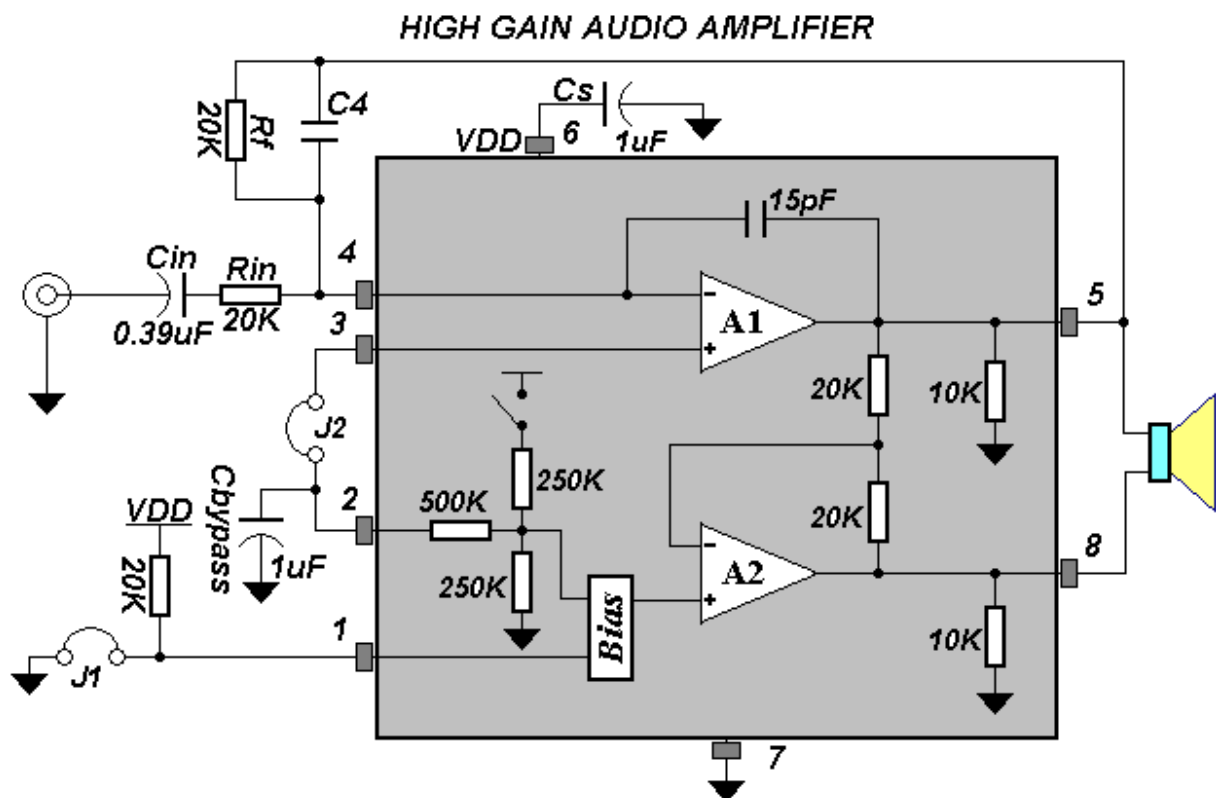 HIGH GAIN AUDIO AMPLIFIER
Rf
20K
C4
Cs
1uF
VDD
6
15pF
Cin
0.39uF
Rin
20K
4
3
A1
5
20K
10K
J2
Cbypass
1uF
2
500K
250K
250K
20K
VDD
20K
A2
8
1
Bias
10K
J1
7